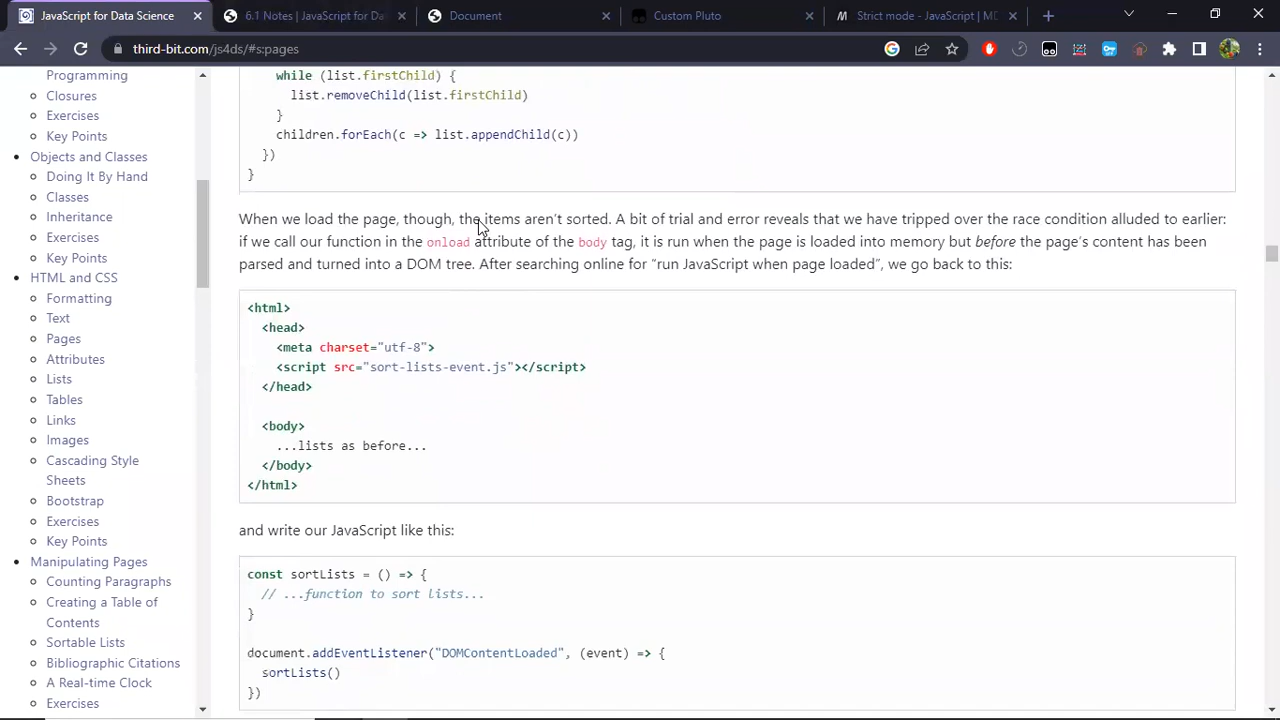 JavaScript for Data Science
6.1 Notes | JavaScript for Da
Document
Custom Pluto
Strict mode - JavaScript | MD
third-bit.com/js4ds/#s:pages
Programming
Closures
Exercises
Key Points
Objects and Classes
Doing It By Hand
Classes
Inheritance
Exercises
Key Points
HTML and CSS
Formatting
Text
Pages
Attributes
Lists
Tables
Links
Images
Cascading Style
Sheets
Bootstrap
Exercises
Key Points
Manipulating Pages
Counting Paragraphs
Creating a Table of
Contents
Sortable Lists
Bibliographic Citations
A Real-time Clock
Exercises
while (list.firstChild) {
list.removeChild(list.firstChild)
}
children.forEach(c => list.appendChild(c))
})
}
When we load the page, though, the items aren't sorted. A bit of trial and error reveals that we have tripped over the race condition alluded to earlier:
if we call our function in the onload attribute of the body tag, it is run when the page is loaded into memory but before the page's content has been
parsed and turned into a DOM tree. After searching online for “run JavaScript when page loaded”, we go back to this:
<html>
<head>
<meta charset="utf-8">
<script src="sort-lists-event.js"></script>
</head>
<body>
...lists as before...
</body>
</html>
and write our JavaScript like this:
const sortLists = () => {
// ...function to sort lists...
}
document.addEventListener("DOMContentLoaded", (event) => {
sortLists()
})